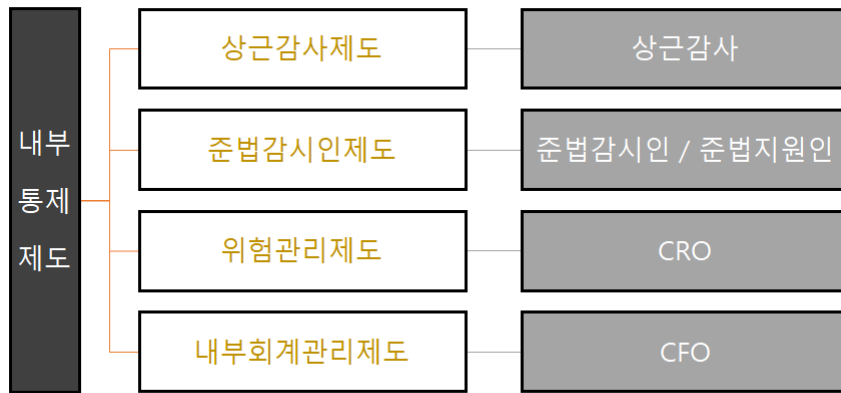 내부
통제
제도
상근감사제도
상근감사
준법감시인제도
준법감시인 / 준법지원인
위험관리제도
CRO
내부회계관리제도
CFO